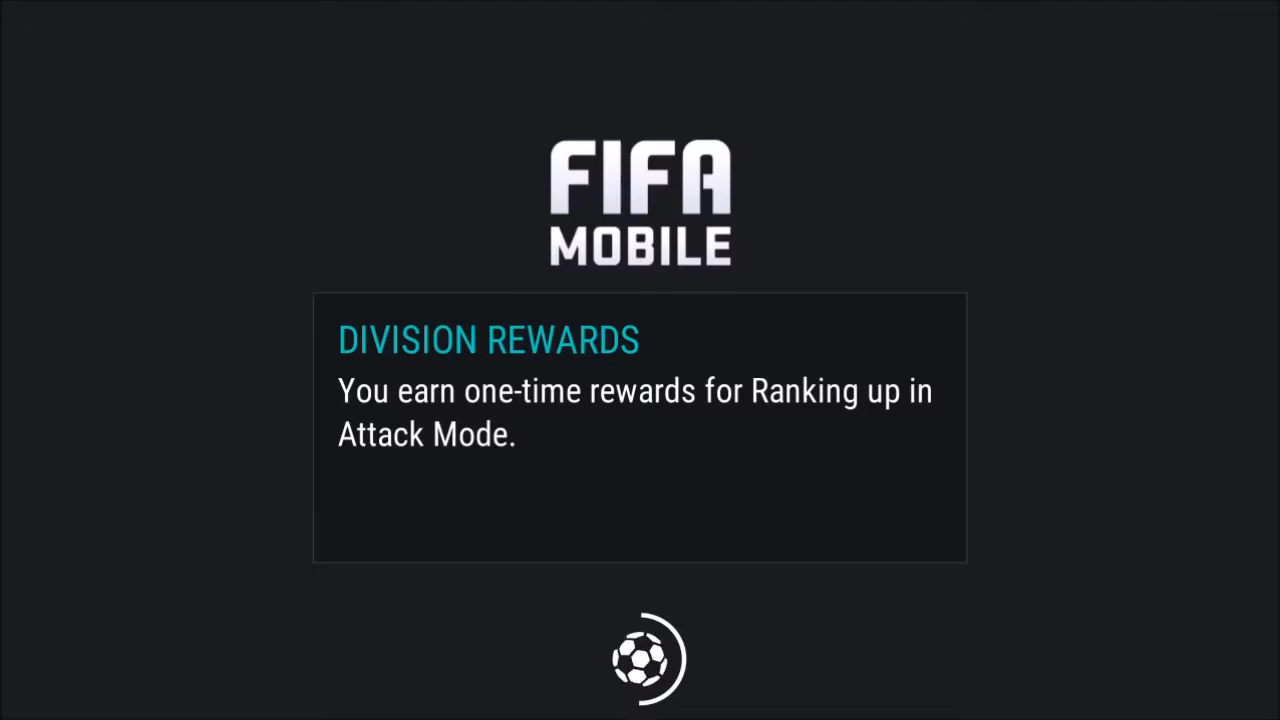 FIFA
MOBILE
DIVISION REWARDS
You earn one-time rewards for Ranking up in
Attack Mode.